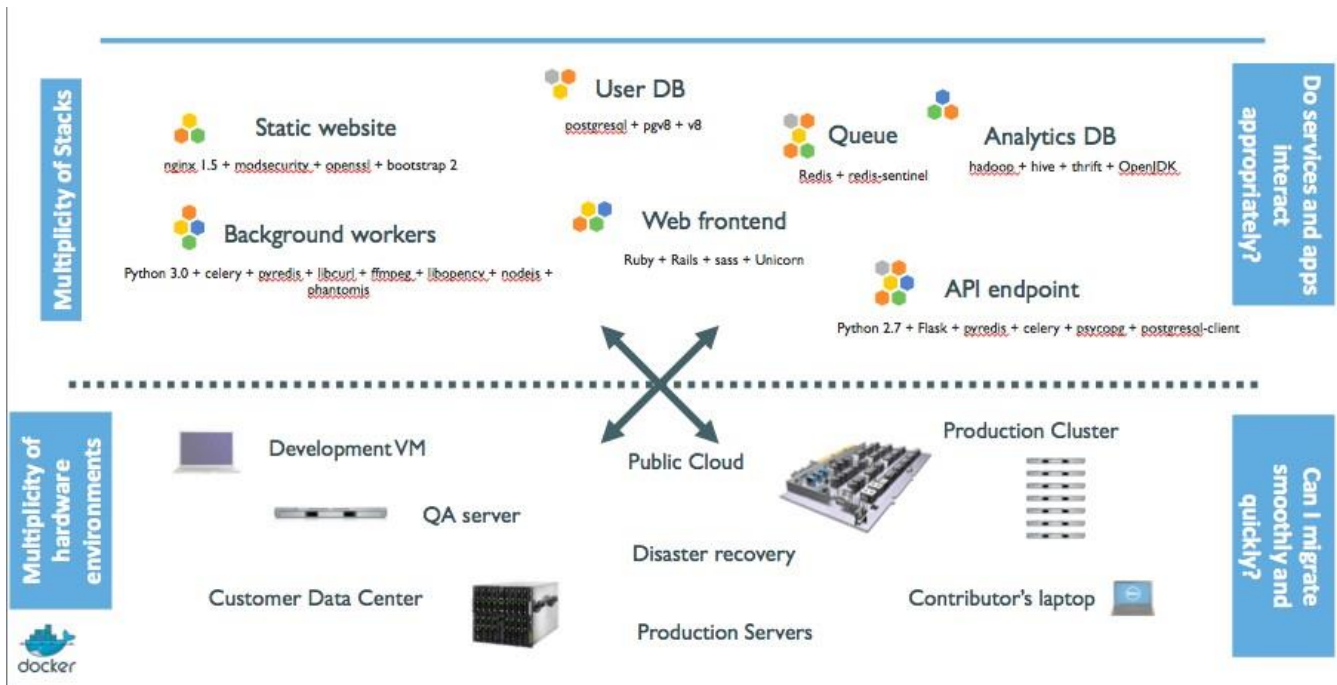 Multiplicity of Stacks
Static website
nginx 1.5 + modsecurity + openssl + bootstrap 2
User DB
postgresql + pgv8 + v8
Queue
Redis + redis-sentinel
Analytics DB
hadoop + hive + thrift + OpenJDK
Background workers
Python 3.0 + celery + pyredis + libcurl + ffmpeg + libopencv + nodejs +
phantomjs
Web frontend
Ruby + Rails + sass + Unicorn
API endpoint
Python 2.7 + Flask + pyredis + celery + psycopg + postgresql-client
Do services and apps
interact
appropriately?
Multiplicity of
hardware
environments
Development VM
QA server
Customer Data Center
Public Cloud
Disaster recovery
Production Servers
Production Cluster
Contributor's laptop
DELL
Can I migrate
smoothly and
quickly?
docker